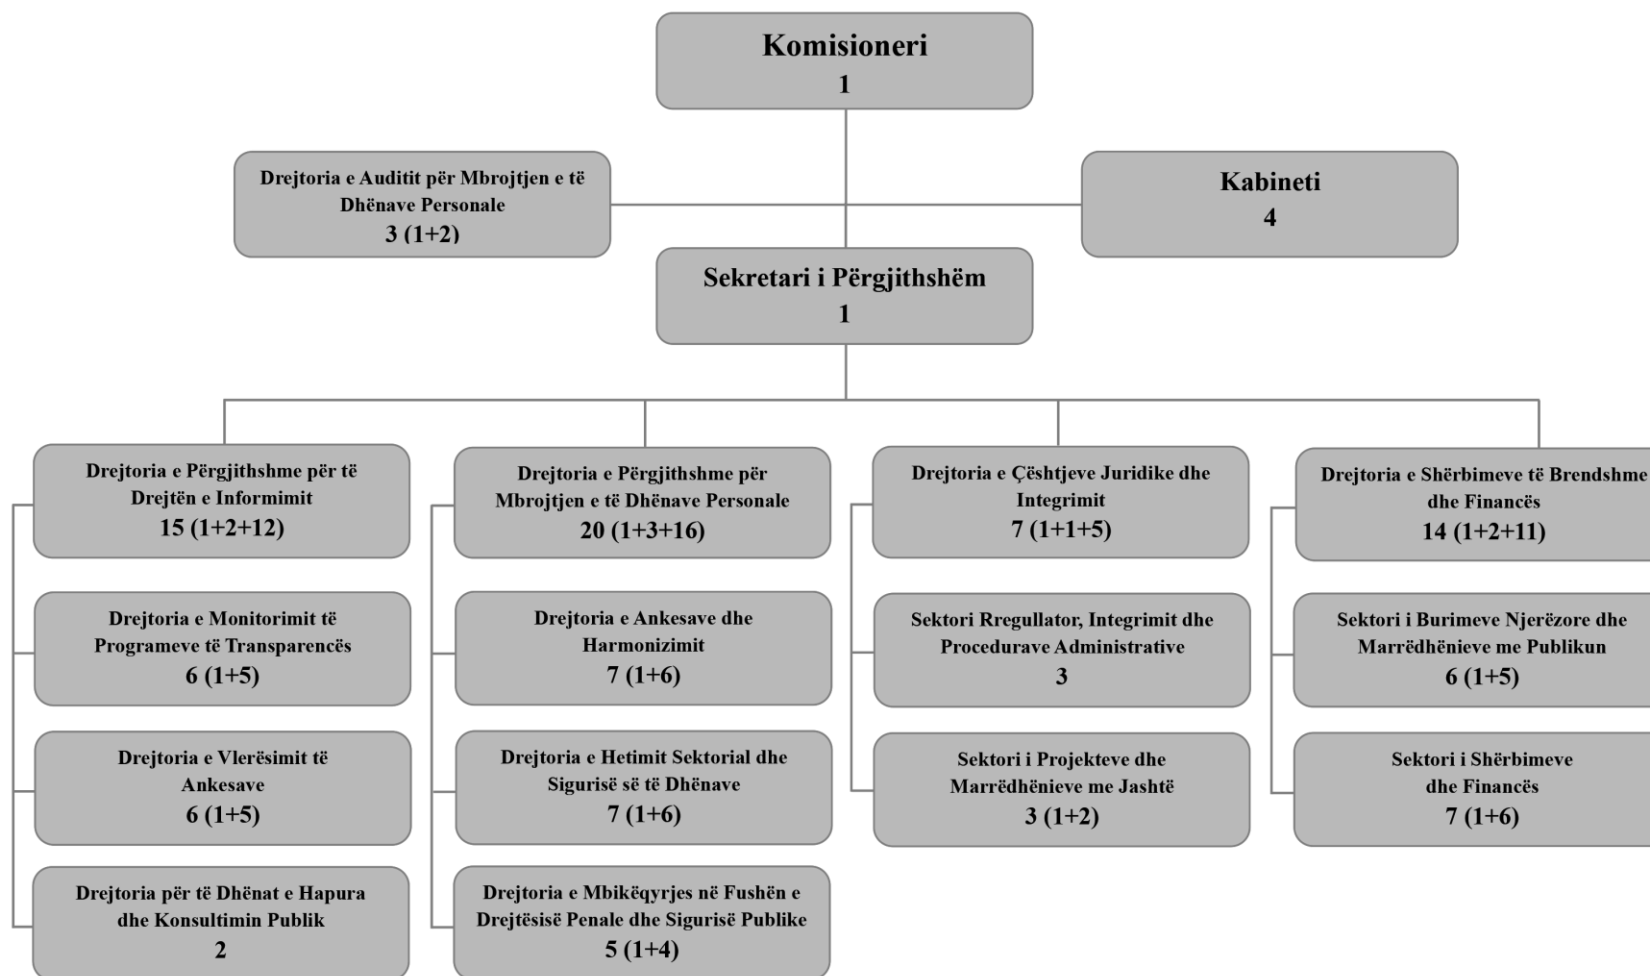 Komisioneri
1
Drejtoria e Auditit për Mbrojtjen e të
Dhënave Personale
3 (1+2)
Kabineti
4
Sekretari i Përgjithshëm
1
Drejtoria e Përgjithshme për të
Drejtën e Informimit
15 (1+2+12)
Drejtoria e Përgjithshme për
Mbrojtjen e të Dhënave Personale
20 (1+3+16)
Drejtoria e Çështjeve Juridike dhe
Integrimit
7 (1+1+5)
Drejtoria e Shërbimeve të Brendshme
dhe Financës
14 (1+2+11)
Drejtoria e Monitorimit të
Programeve të Transparencës
6 (1+5)
Drejtoria e Ankesave dhe
Harmonizimit
7 (1+6)
Sektori Rregullator, Integrimit dhe
Procedurave Administrative
3
Sektori i Burimeve Njerëzore dhe
Marrëdhënieve me Publikun
6 (1+5)
Drejtoria e Vlerësimit të
Ankesave
6 (1+5)
Drejtoria e Hetimit Sektorial dhe
Sigurisë së të Dhënave
7 (1+6)
Sektori i Projekteve dhe
Marrëdhënieve me Jashtë
3 (1+2)
Sektori i Shërbimeve
dhe Financës
7 (1+6)
Drejtoria për të Dhënat e Hapura
dhe Konsultimin Publik
2
Drejtoria e Mbikëqyrjes në Fushën e
Drejtësisë Penale dhe Sigurisë Publike
5 (1+4)